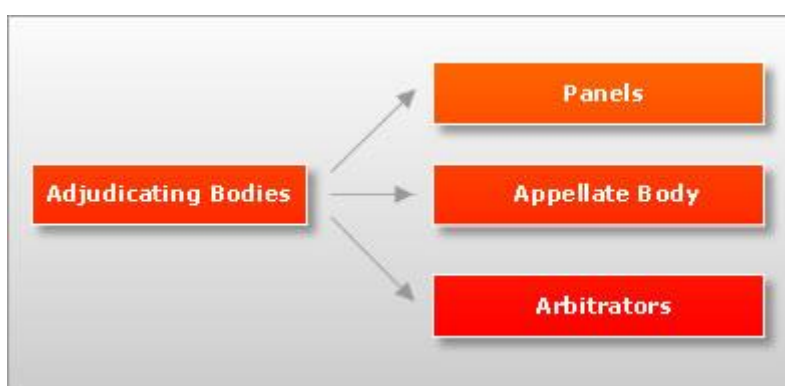 Panels
Adjudicating Bodies
Appellate Body
Arbitrators